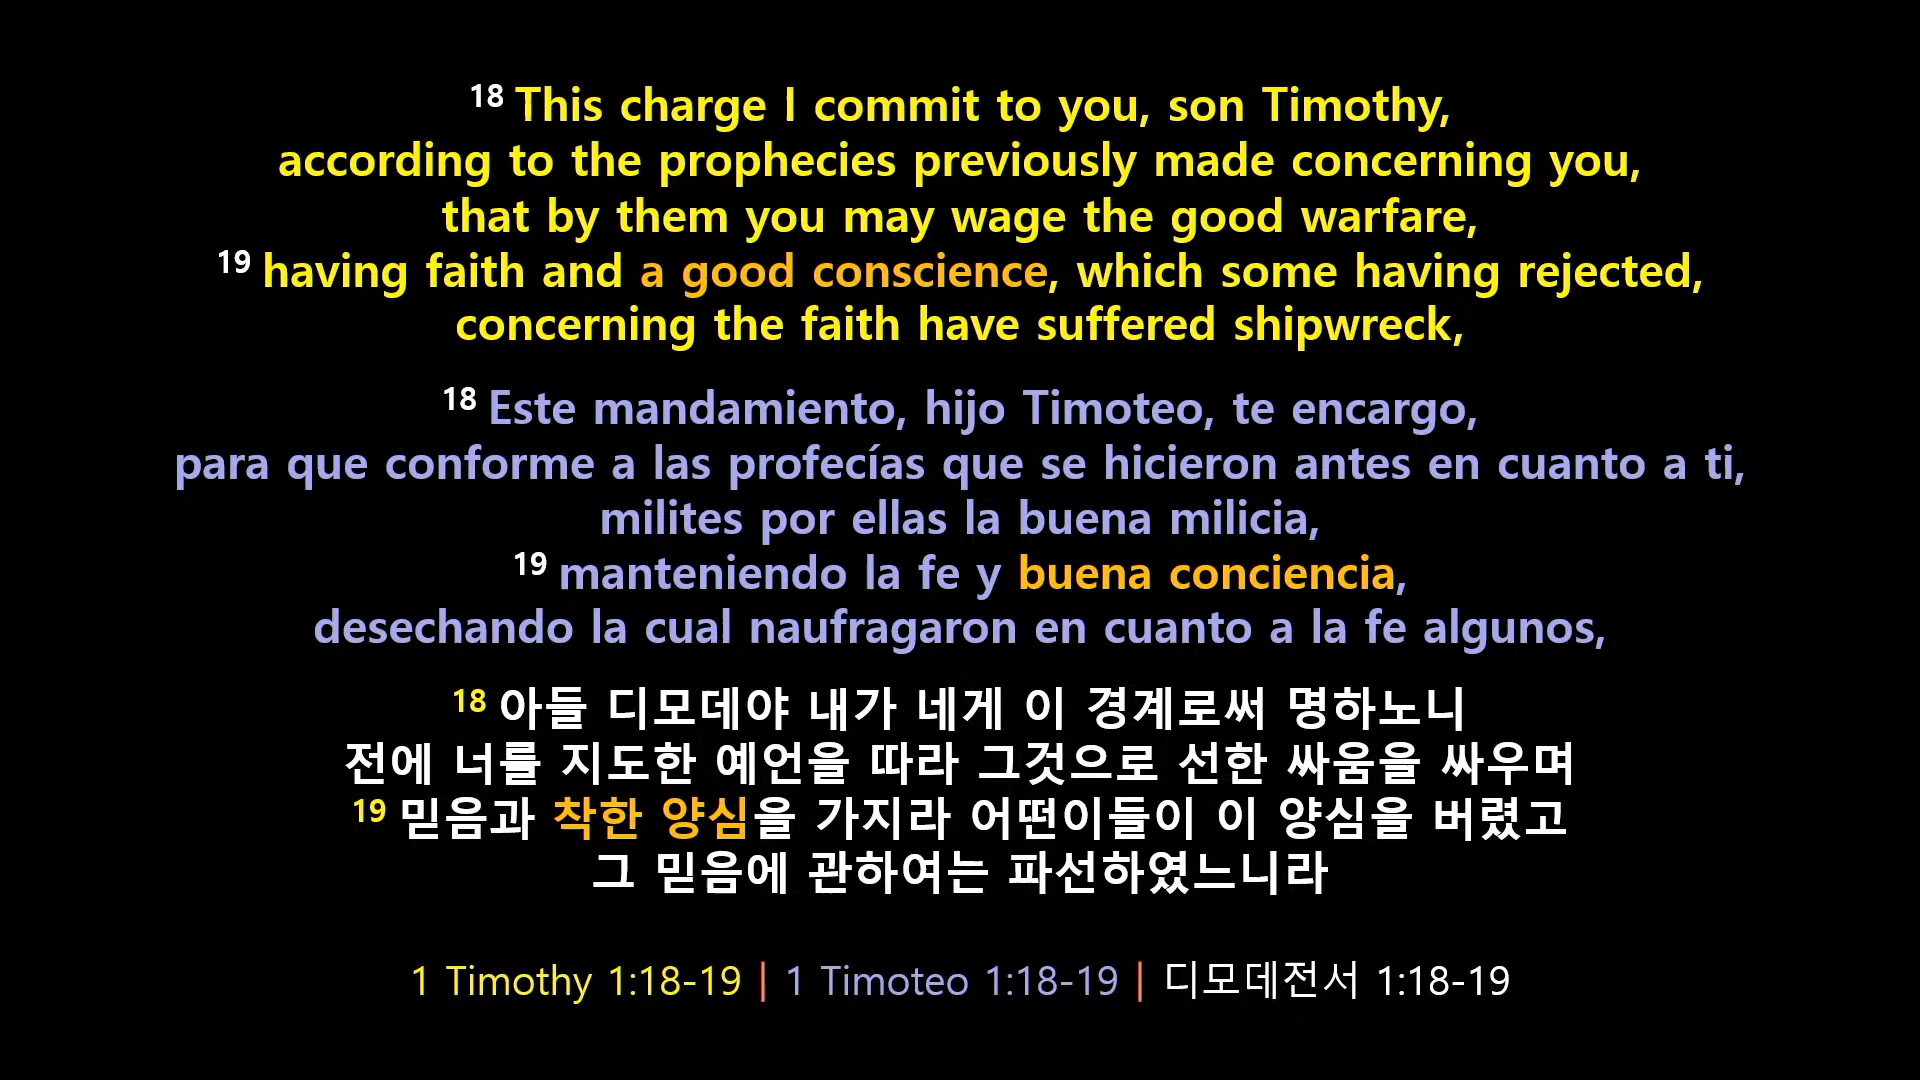 18 This charge I commit to you, son Timothy,
according to the prophecies previously made concerning you,
that by them you may wage the good warfare,
19 having faith and a good conscience, which some having rejected,
concerning the faith have suffered shipwreck,
18 Este mandamiento, hijo Timoteo, te encargo,
para que conforme a las profecías que se hicieron antes en cuanto a ti,
milites por ellas la buena milicia,
19 manteniendo la fe y buena conciencia,
desechando la cual naufragaron en cuanto a la fe algunos,
18 아들 디모데야 내가 네게 이 경계로써 명하노니
전에 너를 지도한 예언을 따라 그것으로 선한 싸움을 싸우며
19 믿음과 착한 양심을 가지라 어떤이들이 이 양심을 버렸고
그 믿음에 관하여는 파선하였느니라
1 Timothy 1:18-19 | 1 Timoteo 1:18-19 | 디모데전서 1:18-19